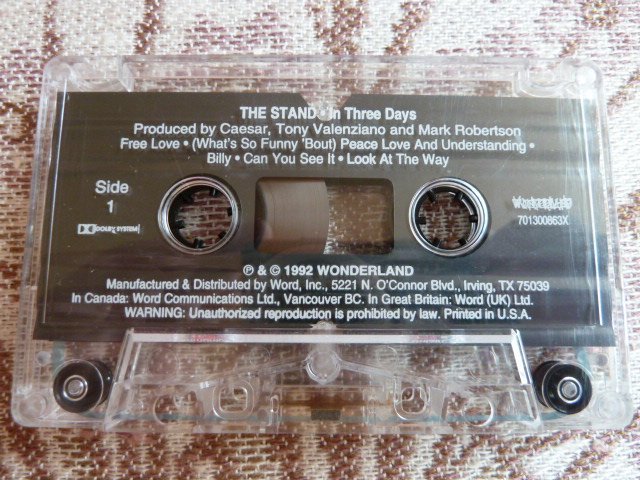 THE STAND • In Three Days
Produced by Caesar, Tony Valenziano and Mark Robertson
Free Love • (What's So Funny 'Bout) Peace Love And Understanding •
Billy • Can You See It • Look At The Way
Side
1
DOLBY SYSTEM
701300863X
℗ & © 1992 WONDERLAND
Manufactured & Distributed by Word, Inc., 5221 N. O'Connor Blvd., Irving, TX 75039
In Canada: Word Communications Ltd., Vancouver BC. In Great Britain: Word (UK) Ltd.
WARNING: Unauthorized reproduction is prohibited by law. Printed in U.S.A.